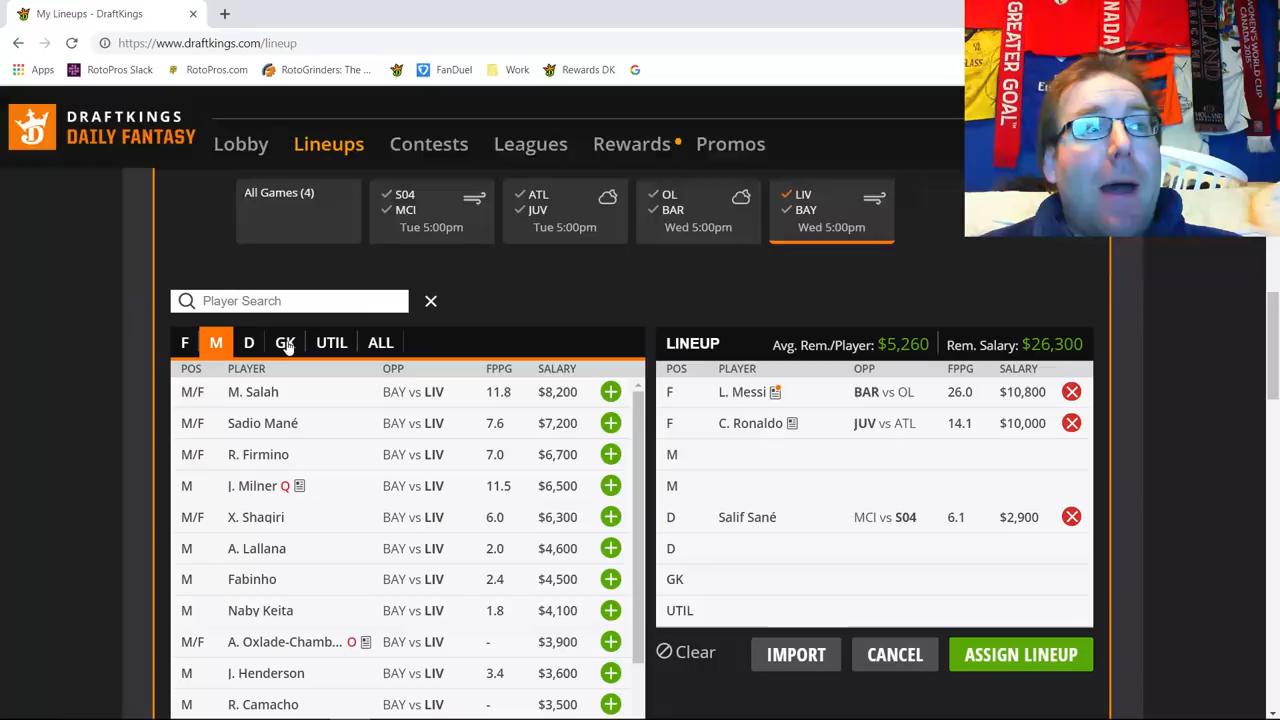 My Lineups - DraftKings
https://www.draftkings.com/lineup
Apps RotoPros Slack RotoPros.com RotoGrinders: The ... FanDuel Work Rewards DK
DRAFTKINGS
DAILY FANTASY
Lobby Lineups Contests Leagues Rewards Promos
All Games (4)
S04
MCI
Tue 5:00pm
ATL
JUV
Tue 5:00pm
OL
BAR
Wed 5:00pm
LIV
BAY
Wed 5:00pm
Player Search
F M D GK UTIL ALL
POS PLAYER OPP FPPG SALARY
M/F M. Salah BAY vs LIV 11.8 $8,200
M/F Sadio Mané BAY vs LIV 7.6 $7,200
M/F R. Firmino BAY vs LIV 7.0 $6,700
M J. Milner Q BAY vs LIV 11.5 $6,500
M/F X. Shaqiri BAY vs LIV 6.0 $6,300
M A. Lallana BAY vs LIV 2.0 $4,600
M Fabinho BAY vs LIV 2.4 $4,500
M Naby Keita BAY vs LIV 1.8 $4,100
M/F A. Oxlade-Chamb... O BAY vs LIV - $3,900
M J. Henderson BAY vs LIV 3.4 $3,600
M R. Camacho BAY vs LIV - $3,500
LINEUP Avg. Rem./Player: $5,260 Rem. Salary: $26,300
POS PLAYER OPP FPPG SALARY
F L. Messi BAR vs OL 26.0 $10,800
F C. Ronaldo JUV vs ATL 14.1 $10,000
M
M
D Salif Sané MCI vs S04 6.1 $2,900
D
GK
UTIL
Clear IMPORT CANCEL ASSIGN LINEUP
GREATER GOAL
CANADA
HOLLAND
WOMEN'S WORLD CUP
CANADA 2015